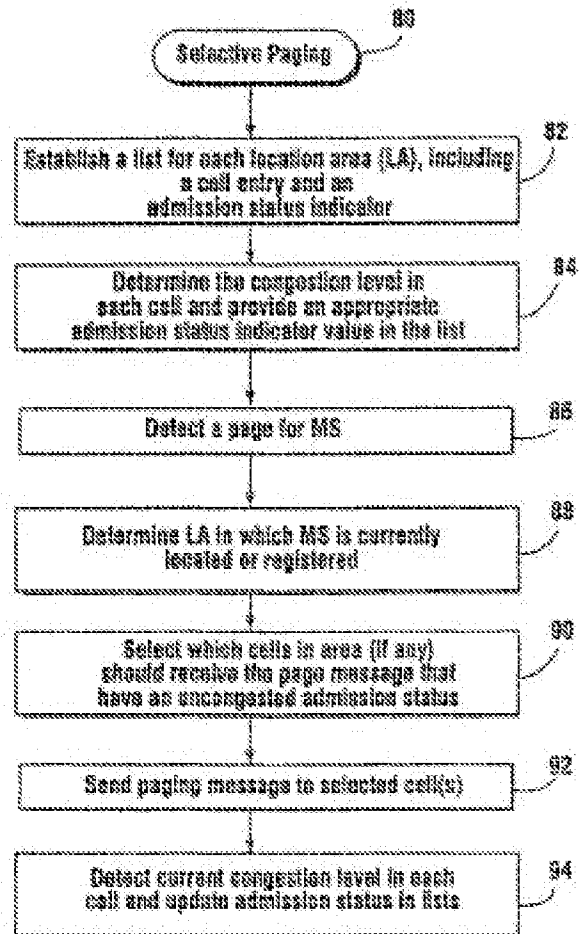 80
Selective Paging
82
Establish a list for each location area (LA), including
a cell entry and an
admission status indicator
84
Determine the congestion level in
each cell and provide an appropriate
admission status indicator value in the list
86
Detect a page for MS
88
Determine LA in which MS is currently
located or registered
90
Select which cells in area (if any)
should receive the page message that
have an uncongested admission status
92
Send paging message to selected cell(s)
94
Detect current congestion level in each
cell and update admission status in lists